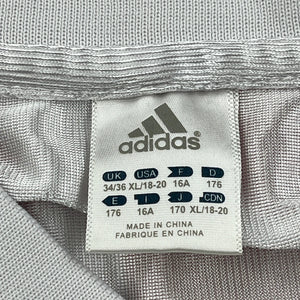 adidas®
UK USA F D
34/36 XL/18-20 16A 176
E I J CDN
176 16A 170 XL/18-20
MADE IN CHINA
FABRIQUE EN CHINE